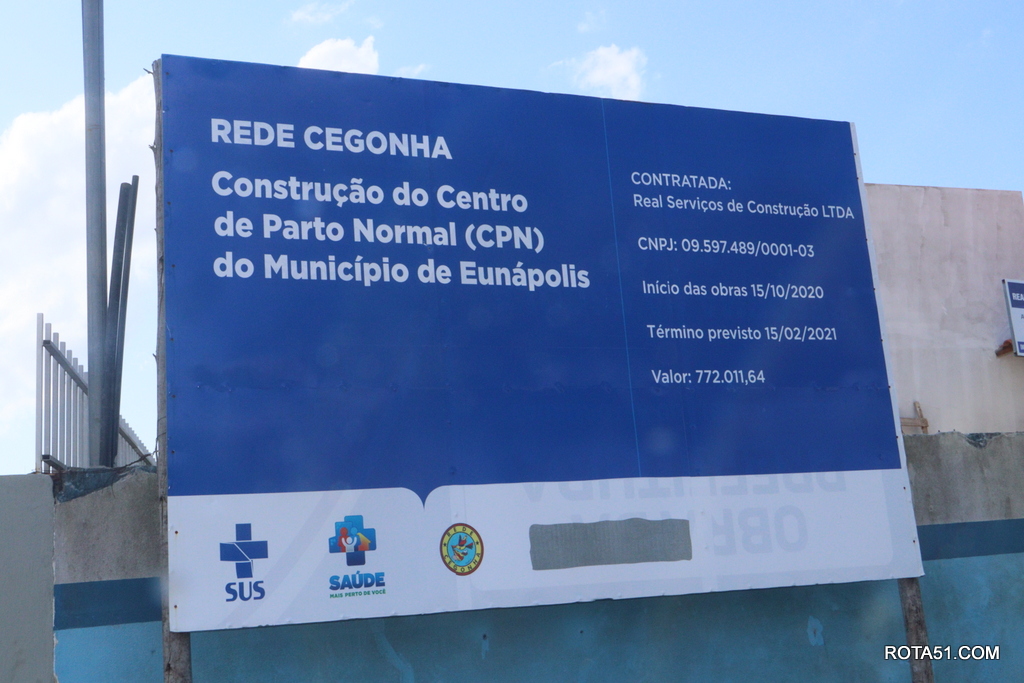 REDE CEGONHA
Construção do Centro
de Parto Normal (CPN)
do Município de Eunápolis
CONTRATADA:
Real Serviços de Construção LTDA
CNPJ: 09.597.489/0001-03
Início das obras 15/10/2020
Término previsto 15/02/2021
Valor: 772.011,64
SUS
SAÚDE
MAIS PERTO DE VOCÊ
REDE
CEGONHA
ROTA51.COM